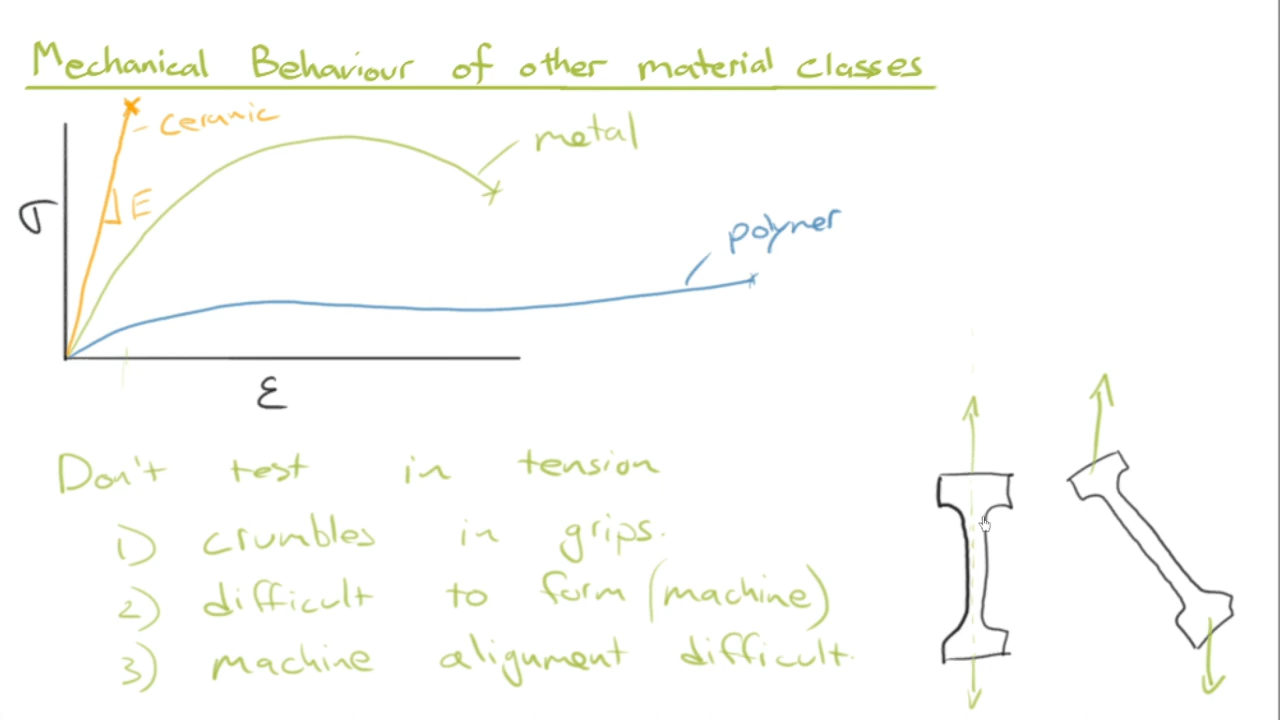 Mechanical Behaviour of other material classes
- ceramic
metal
E
σ
polymer
ε
Don't test in tension
1) crumbles in grips.
2) difficult to form (machine)
3) machine alignment difficult.